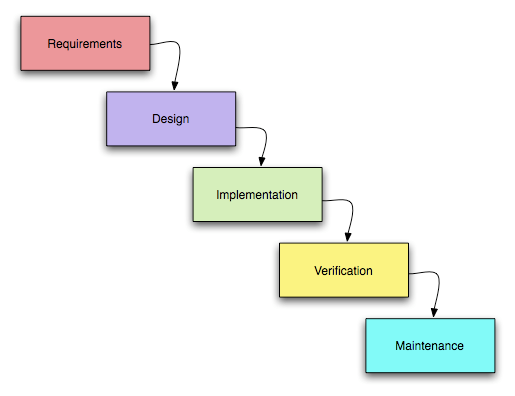 Requirements
Design
Implementation
Verification
Maintenance